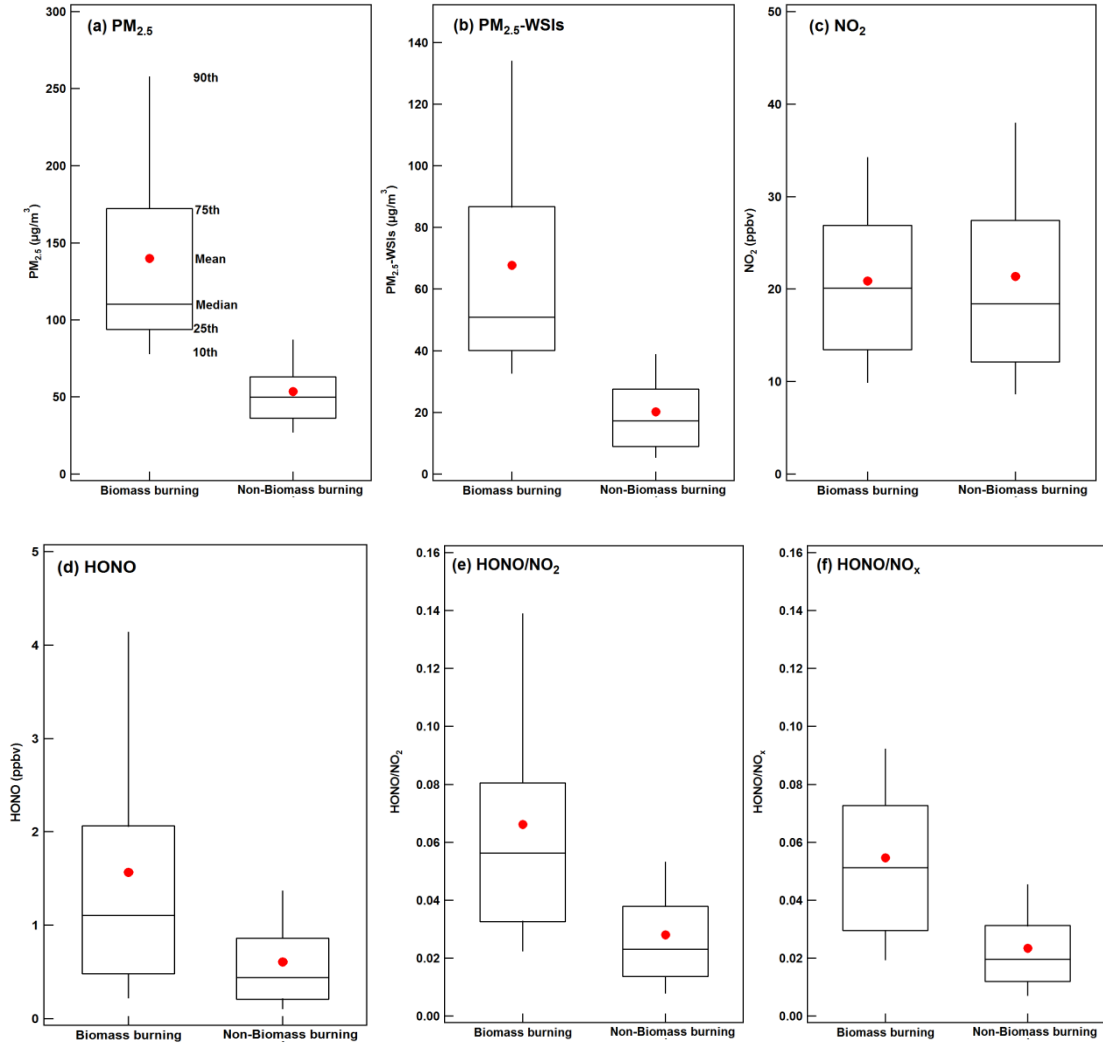 (a) PM2.5
300
250
200
150
100
50
0
PM2.5 (μg/m3)
90th
75th
Mean
Median
25th
10th
Biomass burning
Non-Biomass burning
(b) PM2.5-WSIs
140
120
100
80
60
40
20
0
PM2.5-WSIs (μg/m3)
Biomass burning
Non-Biomass burning
(c) NO2
50
40
30
20
10
0
NO2 (ppbv)
Biomass burning
Non-Biomass burning
(d) HONO
5
4
3
2
1
0
HONO (ppbv)
Biomass burning
Non-Biomass burning
(e) HONO/NO2
0.16
0.14
0.12
0.10
0.08
0.06
0.04
0.02
0.00
HONO/NO2
Biomass burning
Non-Biomass burning
(f) HONO/NOx
0.16
0.14
0.12
0.10
0.08
0.06
0.04
0.02
0.00
HONO/NOx
Biomass burning
Non-Biomass burning